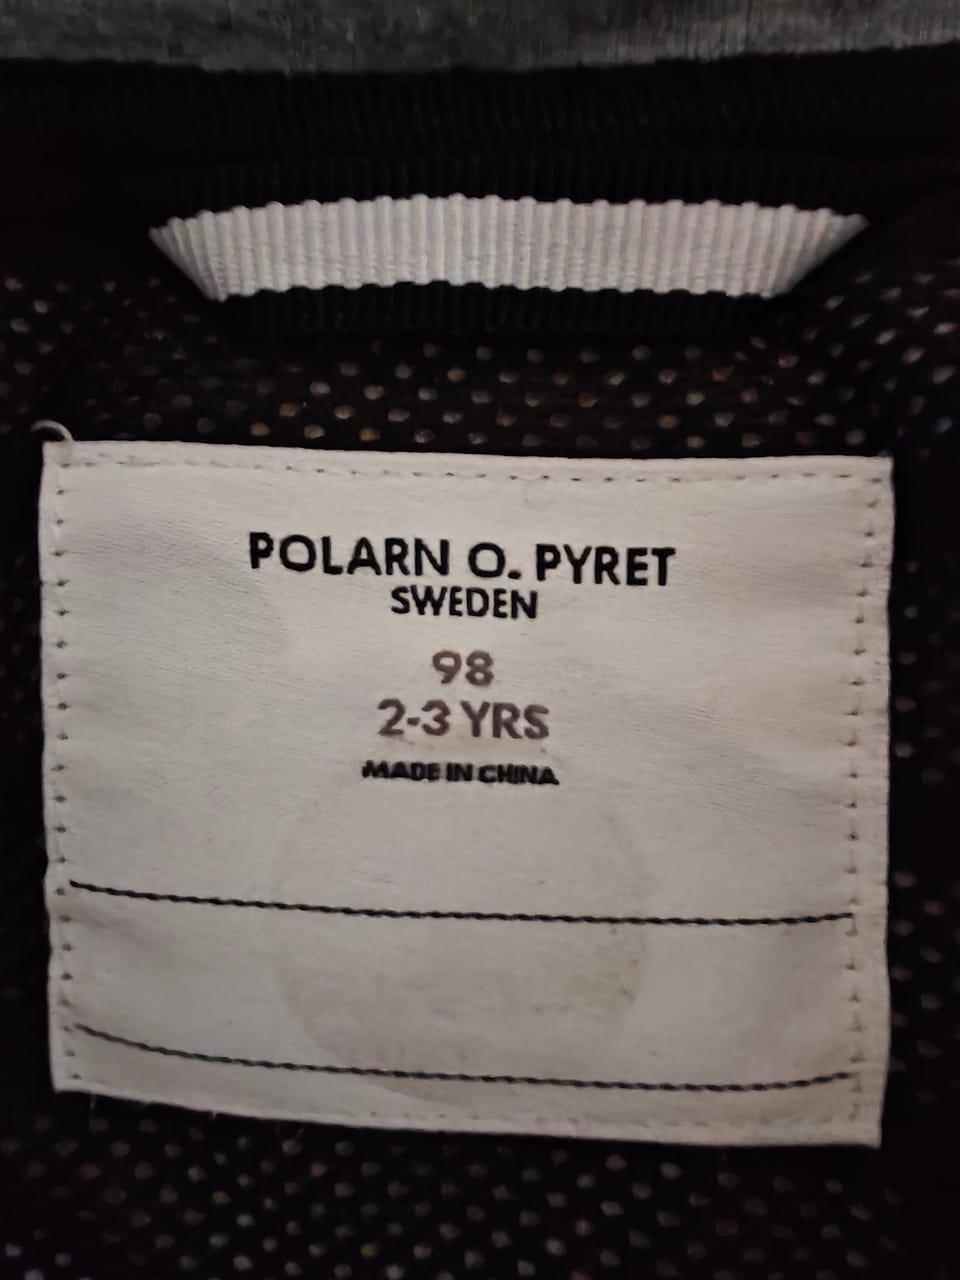 POLARN O. PYRET
SWEDEN
98
2-3 YRS
MADE IN CHINA